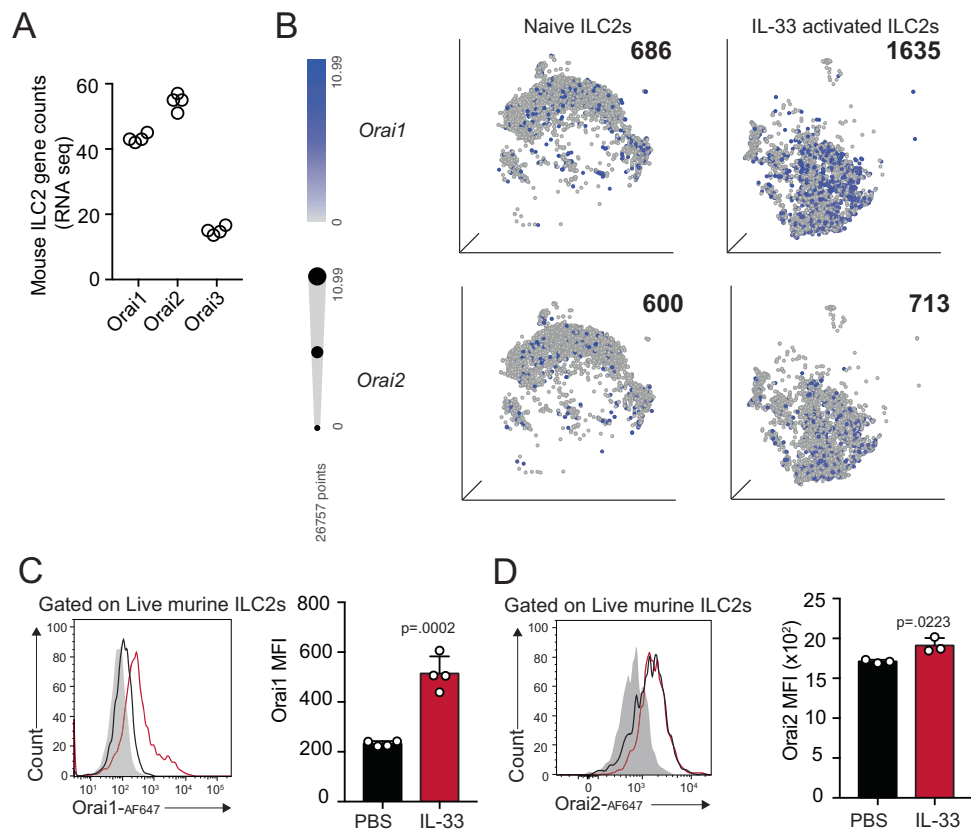 A
Mouse ILC2 gene counts
(RNA seq)
60
40
20
0
Orai1
Orai2
Orai3
B
10.99
0
Orai1
10.99
0
Orai2
26757 points
Naive ILC2s
686
IL-33 activated ILC2s
1635
600
713
C
Gated on Live murine ILC2s
Count
100
80
60
40
20
0
10¹
10²
10³
10⁴
10⁵
Orai1-AF647
Orai1 MFI
800
600
400
200
0
p=.0002
PBS
IL-33
D
Gated on Live murine ILC2s
Count
100
80
60
40
20
0
0
10³
10⁴
Orai2-AF647
Orai2 MFI (x10²)
25
20
15
10
5
0
p=.0223
PBS
IL-33